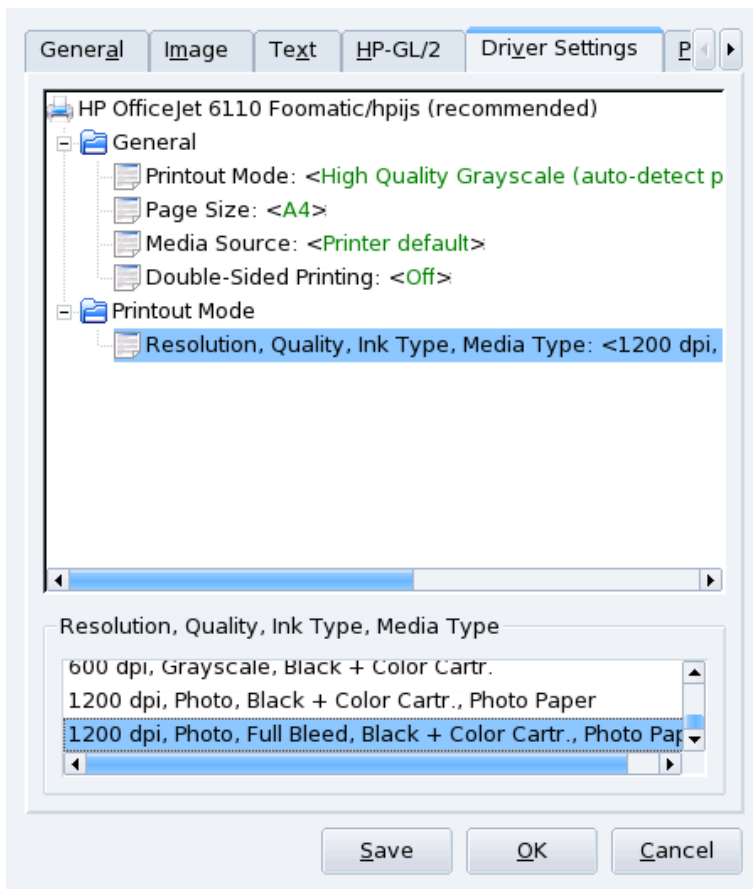 General Image Text HP-GL/2 Driver Settings P
HP OfficeJet 6110 Foomatic/hpijs (recommended)
General
Printout Mode: <High Quality Grayscale (auto-detect p
Page Size: <A4>
Media Source: <Printer default>
Double-Sided Printing: <Off>
Printout Mode
Resolution, Quality, Ink Type, Media Type: <1200 dpi,
Resolution, Quality, Ink Type, Media Type
600 dpi, Grayscale, Black + Color Cartr.
1200 dpi, Photo, Black + Color Cartr., Photo Paper
1200 dpi, Photo, Full Bleed, Black + Color Cartr., Photo Pap
Save OK Cancel